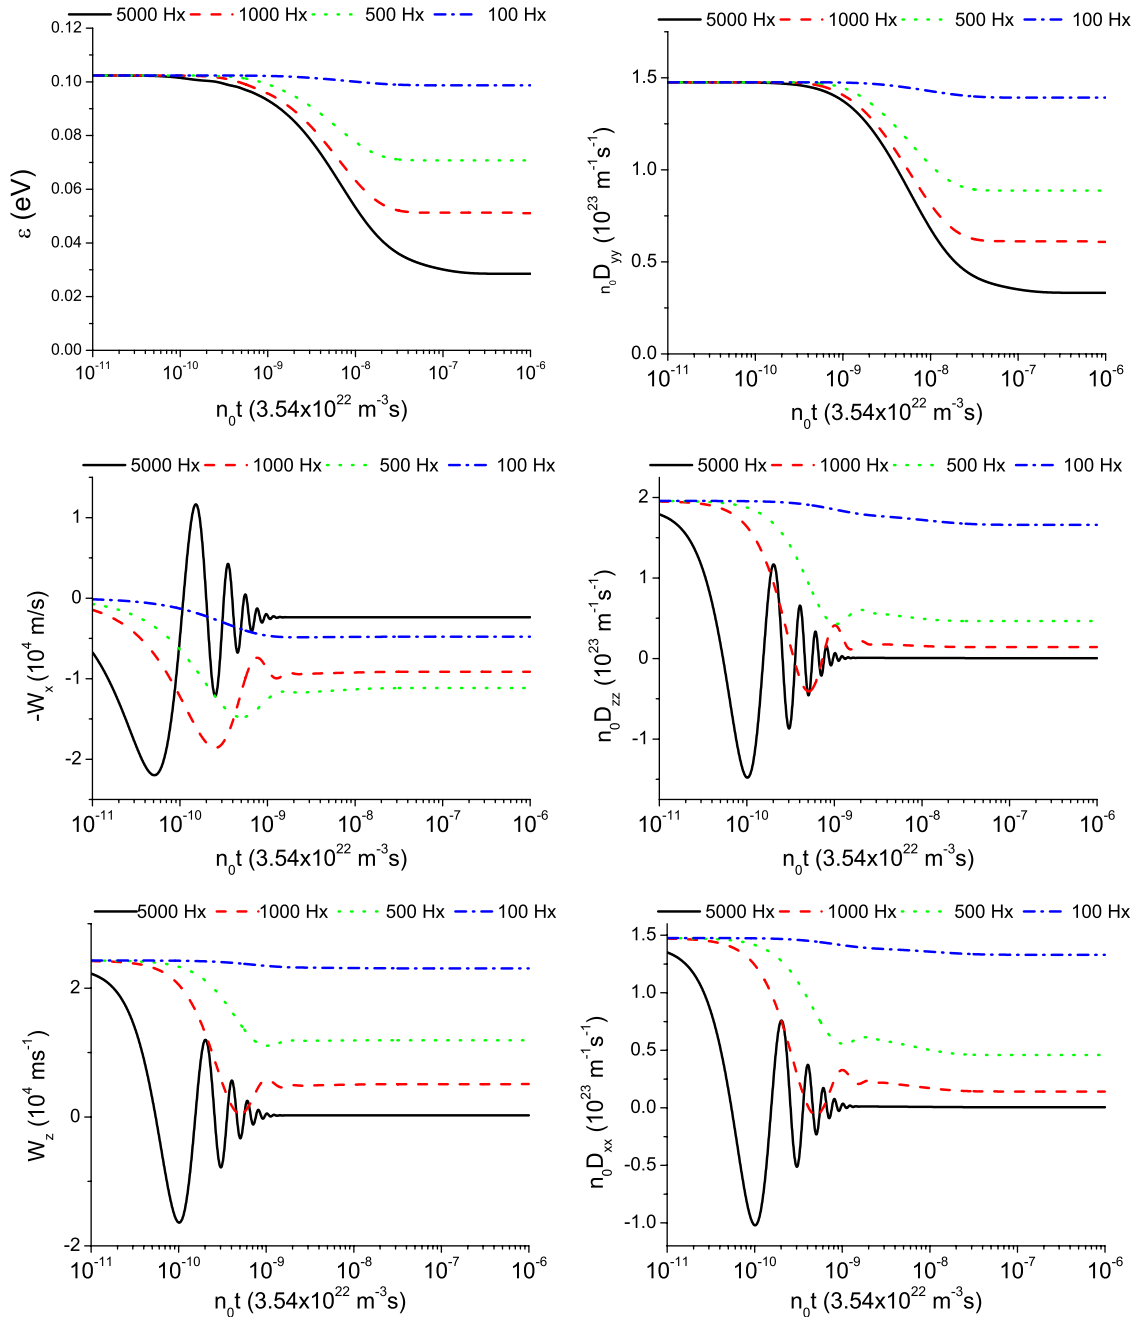 5000 Hx 1000 Hx 500 Hx 100 Hx
0.12
0.10
0.08
0.06
0.04
0.02
0.00
ε (eV)
10⁻¹¹ 10⁻¹⁰ 10⁻⁹ 10⁻⁸ 10⁻⁷ 10⁻⁶
n₀t (3.54x10²² m⁻³s)
5000 Hx 1000 Hx 500 Hx 100 Hx
1.5
1.0
0.5
0.0
n₀D_yy (10²³ m⁻¹s⁻¹)
10⁻¹¹ 10⁻¹⁰ 10⁻⁹ 10⁻⁸ 10⁻⁷ 10⁻⁶
n₀t (3.54x10²² m⁻³s)
5000 Hx 1000 Hx 500 Hx 100 Hx
1
0
-1
-2
-W_x (10⁴ m/s)
10⁻¹¹ 10⁻¹⁰ 10⁻⁹ 10⁻⁸ 10⁻⁷ 10⁻⁶
n₀t (3.54x10²² m⁻³s)
5000 Hx 1000 Hx 500 Hx 100 Hx
2
1
0
-1
n₀D_zz (10²³ m⁻¹s⁻¹)
10⁻¹¹ 10⁻¹⁰ 10⁻⁹ 10⁻⁸ 10⁻⁷ 10⁻⁶
n₀t (3.54x10²² m⁻³s)
5000 Hx 1000 Hx 500 Hx 100 Hx
2
0
-2
W_z (10⁴ ms⁻¹)
10⁻¹¹ 10⁻¹⁰ 10⁻⁹ 10⁻⁸ 10⁻⁷ 10⁻⁶
n₀t (3.54x10²² m⁻³s)
5000 Hx 1000 Hx 500 Hx 100 Hx
1.5
1.0
0.5
0.0
-0.5
-1.0
n₀D_xx (10²³ m⁻¹s⁻¹)
10⁻¹¹ 10⁻¹⁰ 10⁻⁹ 10⁻⁸ 10⁻⁷ 10⁻⁶
n₀t (3.54x10²² m⁻³s)